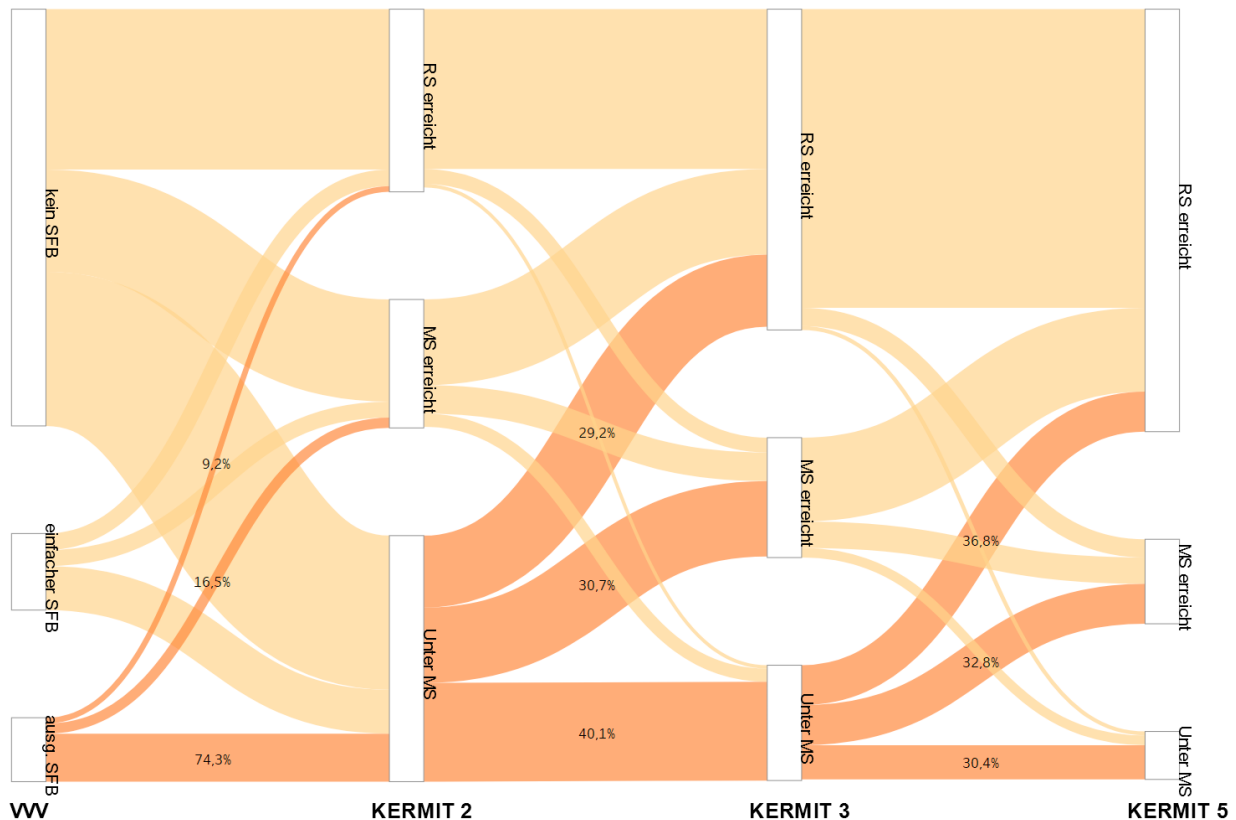 kein SFB
einfacher SFB
ausg. SFB
9,2%
16,5%
74,3%
RS erreicht
MS erreicht
Unter MS
29,2%
30,7%
40,1%
RS erreicht
MS erreicht
Unter MS
36,8%
32,8%
30,4%
RS erreicht
MS erreicht
Unter MS
VVV
KERMIT 2
KERMIT 3
KERMIT 5